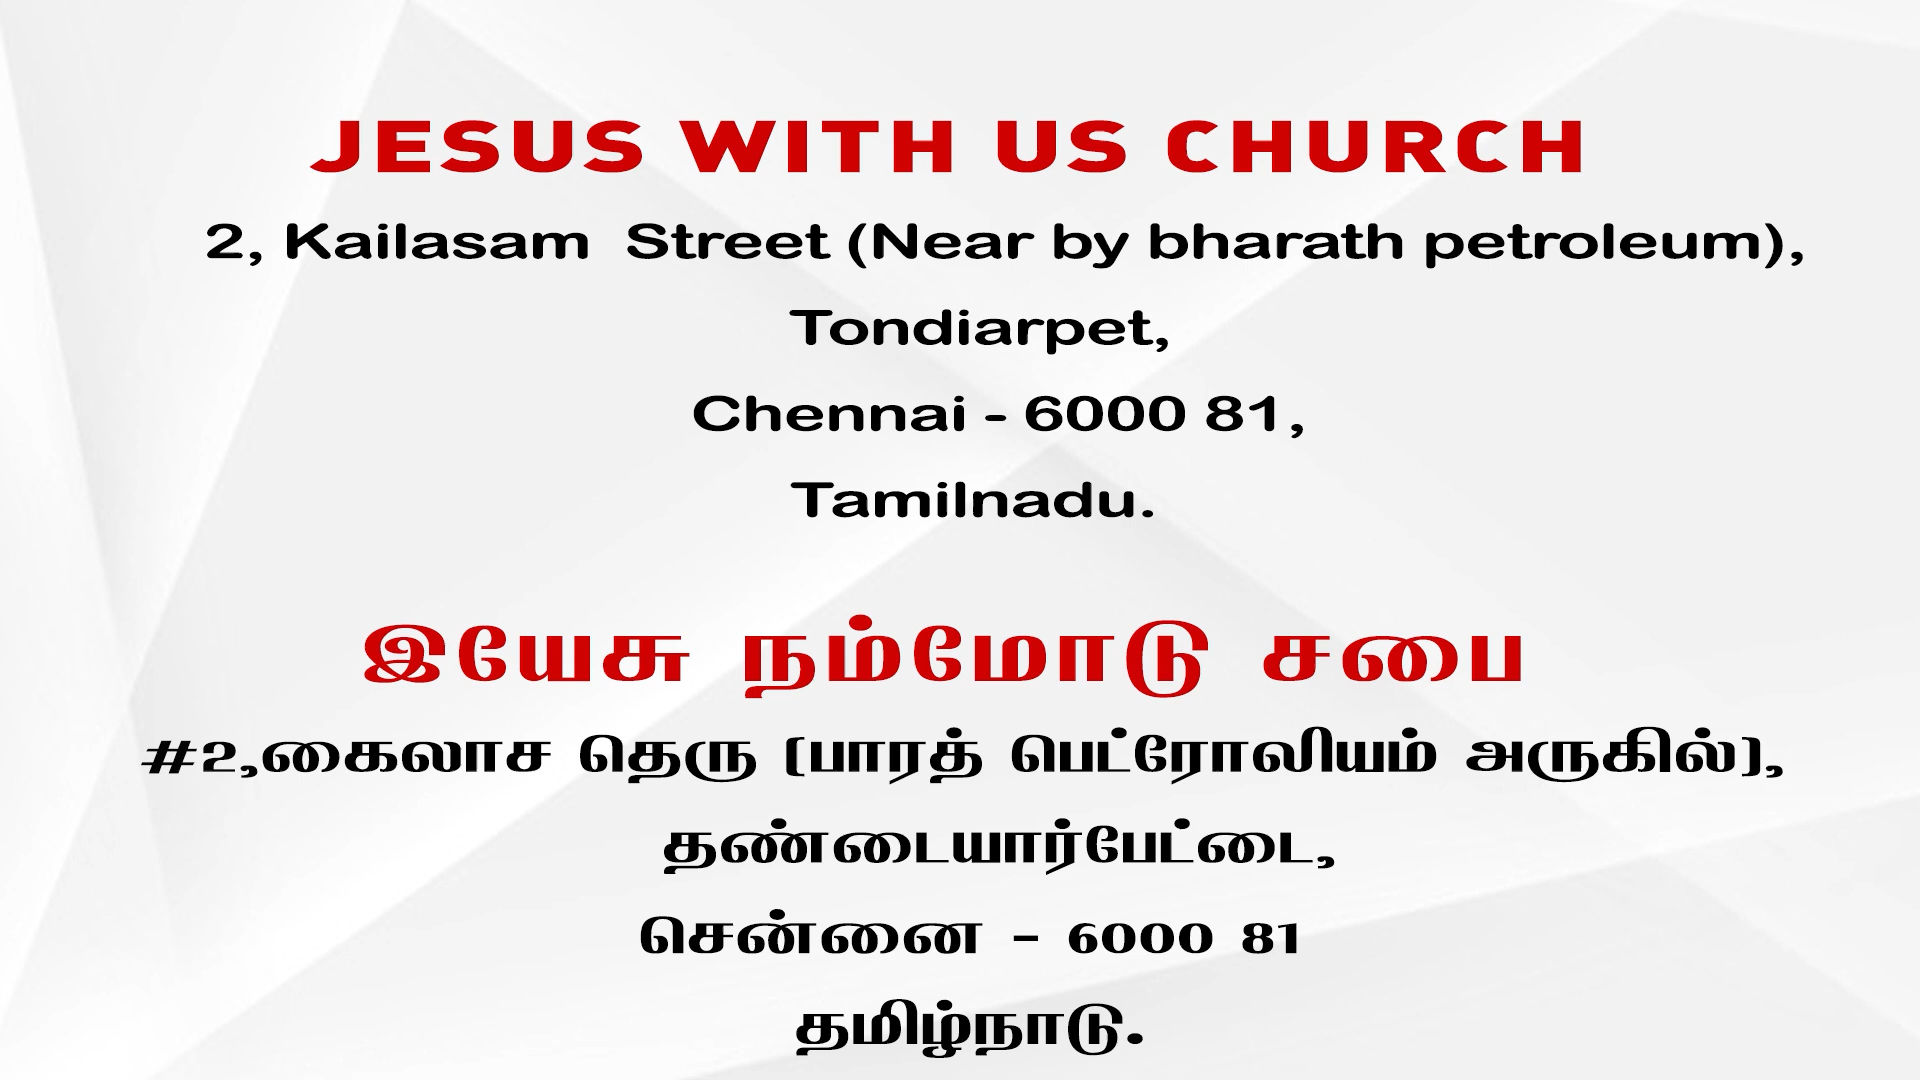 JESUS WITH US CHURCH
2, Kailasam Street (Near by bharath petroleum),
Tondiarpet,
Chennai - 6000 81,
Tamilnadu.
இயேசு நம்மோடு சபை
#2,கைலாச தெரு (பாரத் பெட்ரோலியம் அருகில்),
தண்டையார்பேட்டை,
சென்னை - 6000 81
தமிழ்நாடு.